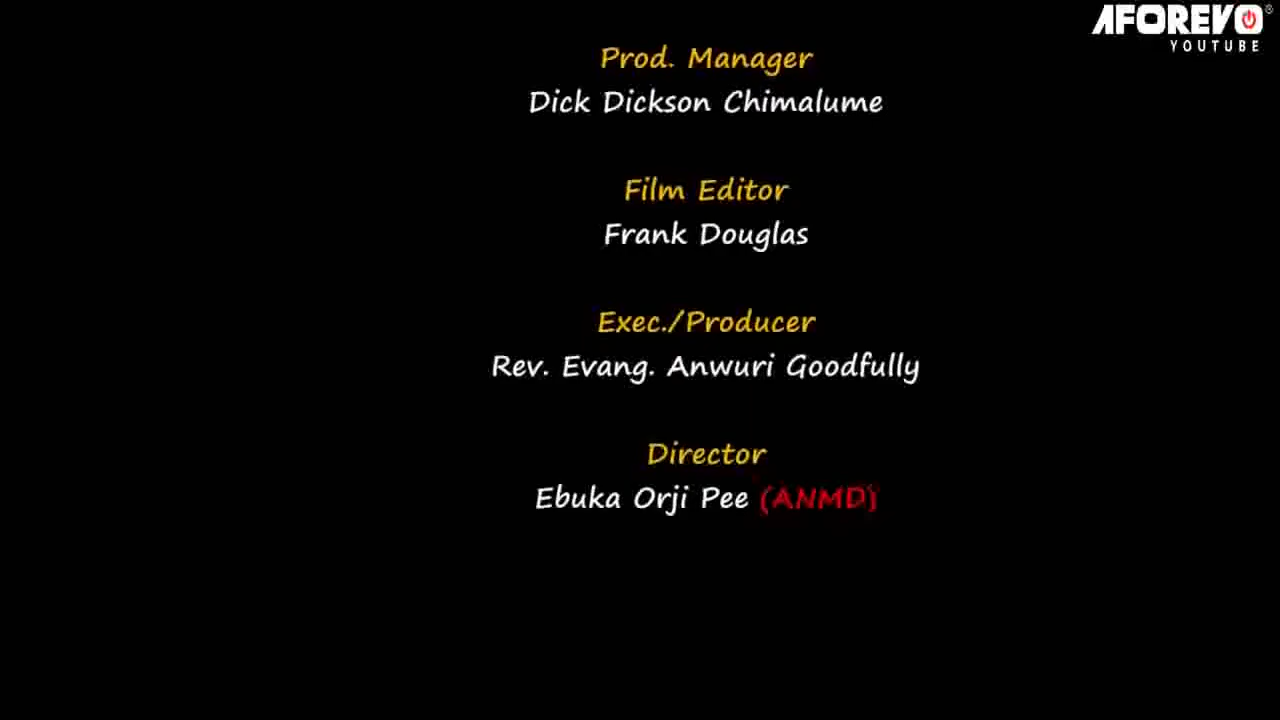 AFOREVO
YOUTUBE
Prod. Manager
Dick Dickson Chimalume
Film Editor
Frank Douglas
Exec./Producer
Rev. Evang. Anwuri Goodfully
Director
Ebuka Orji Pee (ANMD)